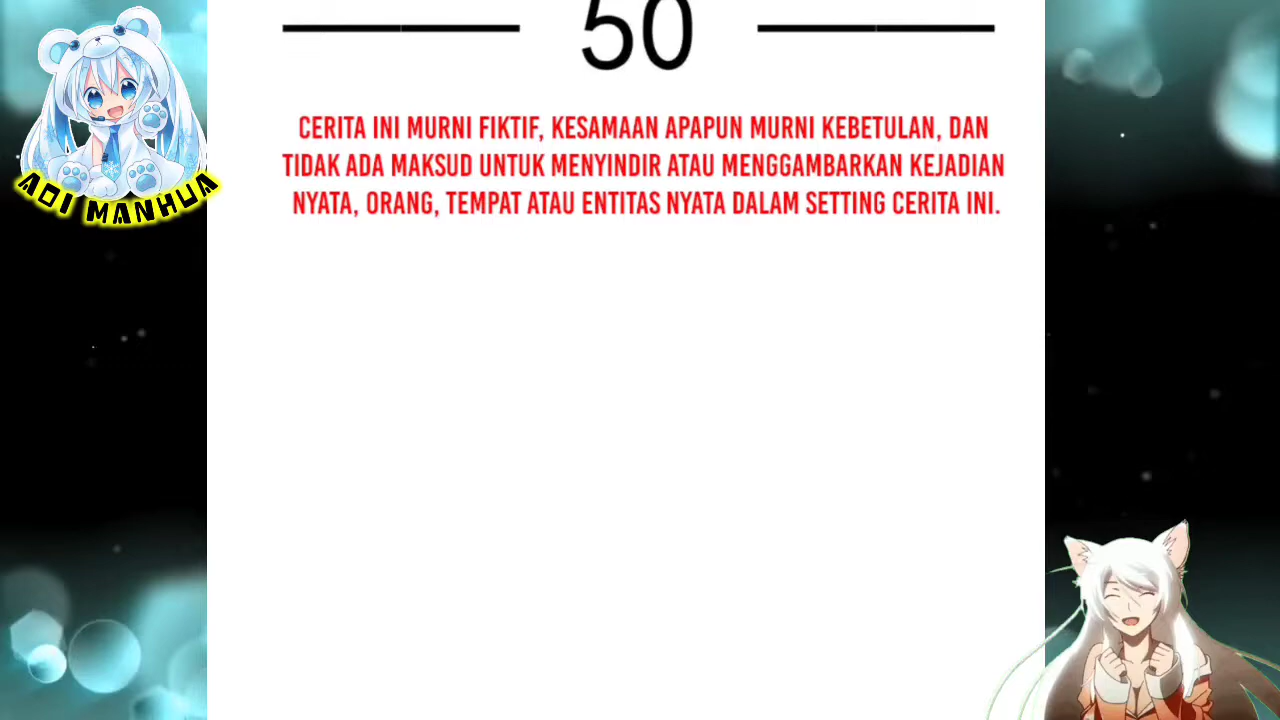 50
CERITA INI MURNI FIKTIF, KESAMAAN APAPUN MURNI KEBETULAN, DAN
TIDAK ADA MAKSUD UNTUK MENYINDIR ATAU MENGGAMBARKAN KEJADIAN
NYATA, ORANG, TEMPAT ATAU ENTITAS NYATA DALAM SETTING CERITA INI.
AOI MANHUA